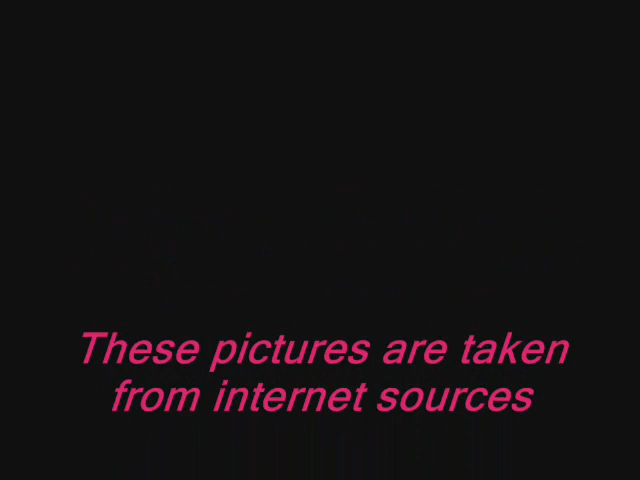 These pictures are taken
from internet sources